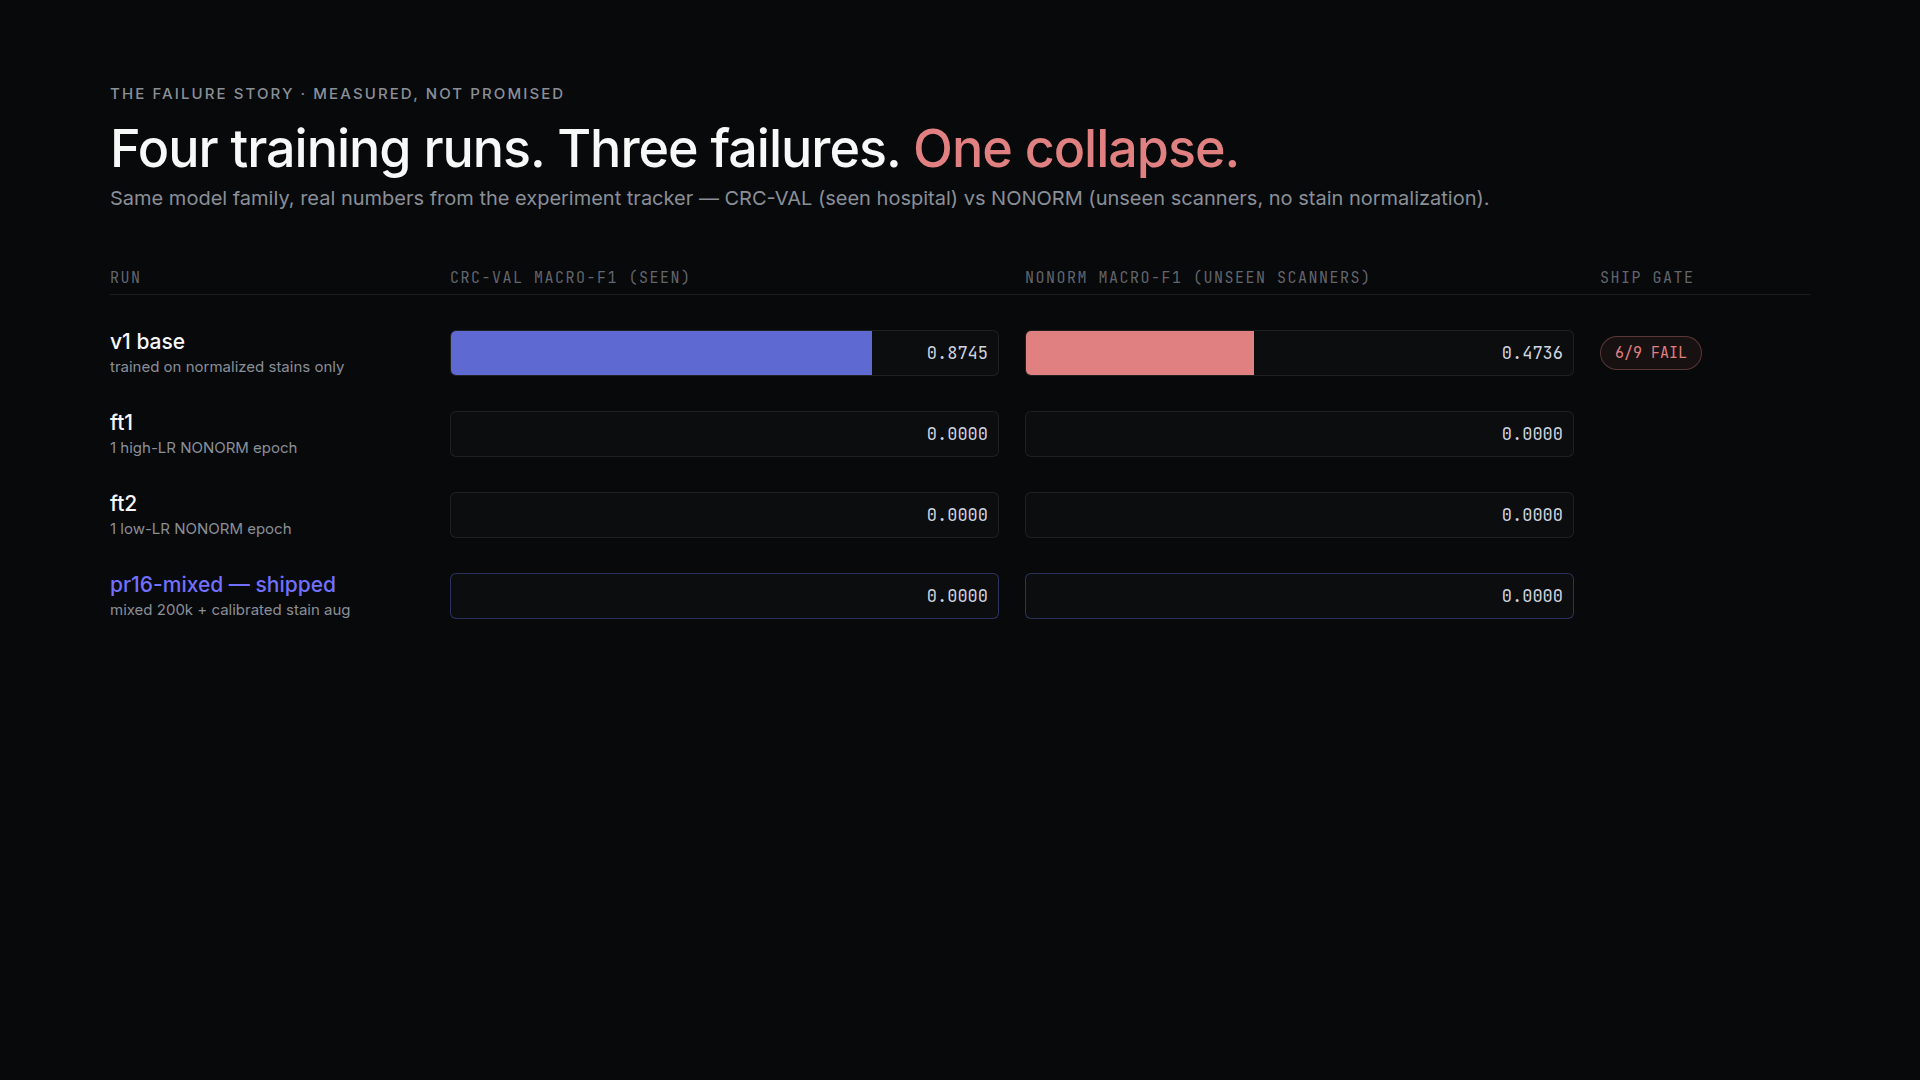 THE FAILURE STORY · MEASURED, NOT PROMISED
Four training runs. Three failures. One collapse.
Same model family, real numbers from the experiment tracker — CRC-VAL (seen hospital) vs NONORM (unseen scanners, no stain normalization).
RUN CRC-VAL MACRO-F1 (SEEN) NONORM MACRO-F1 (UNSEEN SCANNERS) SHIP GATE
v1 base
trained on normalized stains only
0.8745 0.4736 6/9 FAIL
ft1
1 high-LR NONORM epoch
0.0000 0.0000
ft2
1 low-LR NONORM epoch
0.0000 0.0000
pr16-mixed — shipped
mixed 200k + calibrated stain aug
0.0000 0.0000